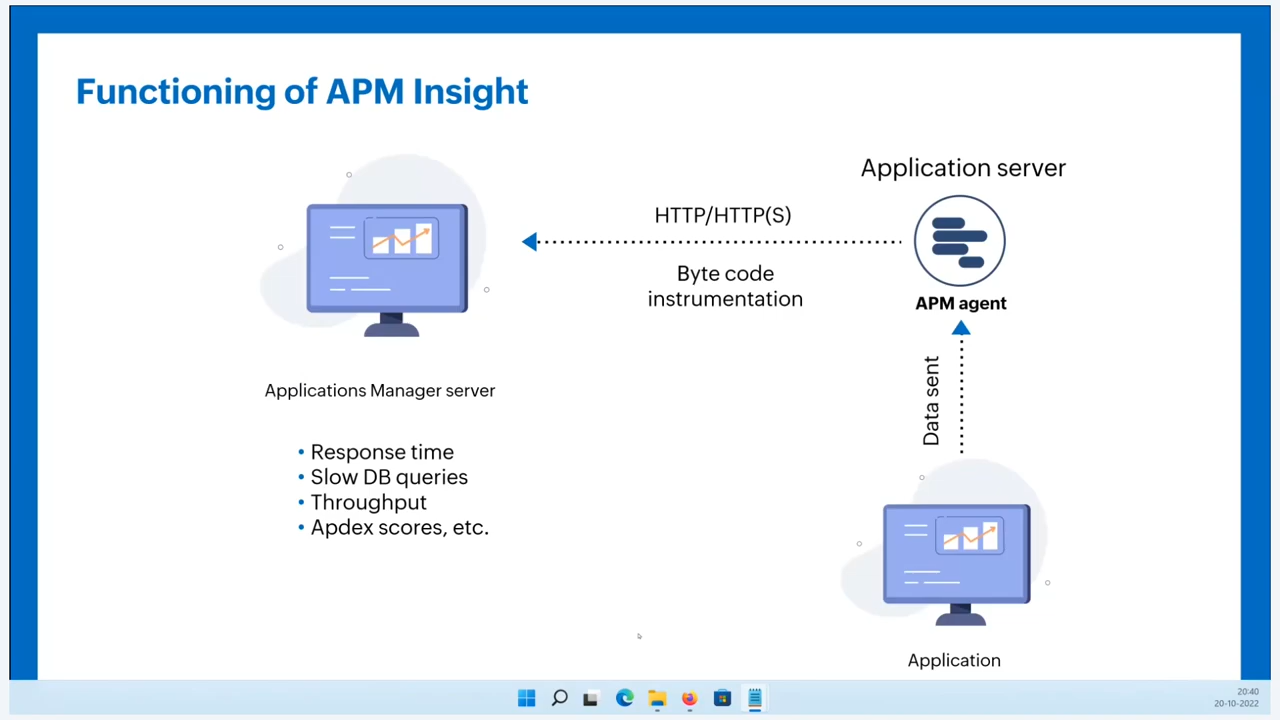 Functioning of APM Insight
Application server
HTTP/HTTP(S)
Byte code
instrumentation
APM agent
Data sent
Applications Manager server
• Response time
• Slow DB queries
• Throughput
• Apdex scores, etc.
Application
20:40
20-10-2022